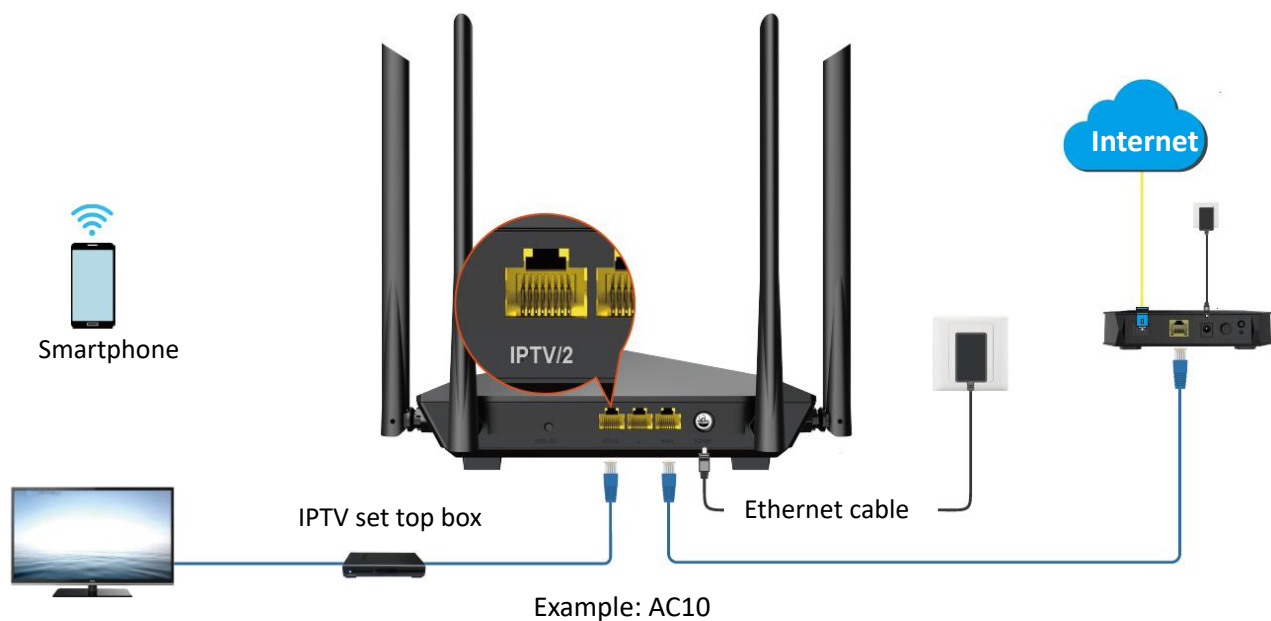 Internet
IPTV/2
Smartphone
IPTV set top box
Ethernet cable
Example: AC10